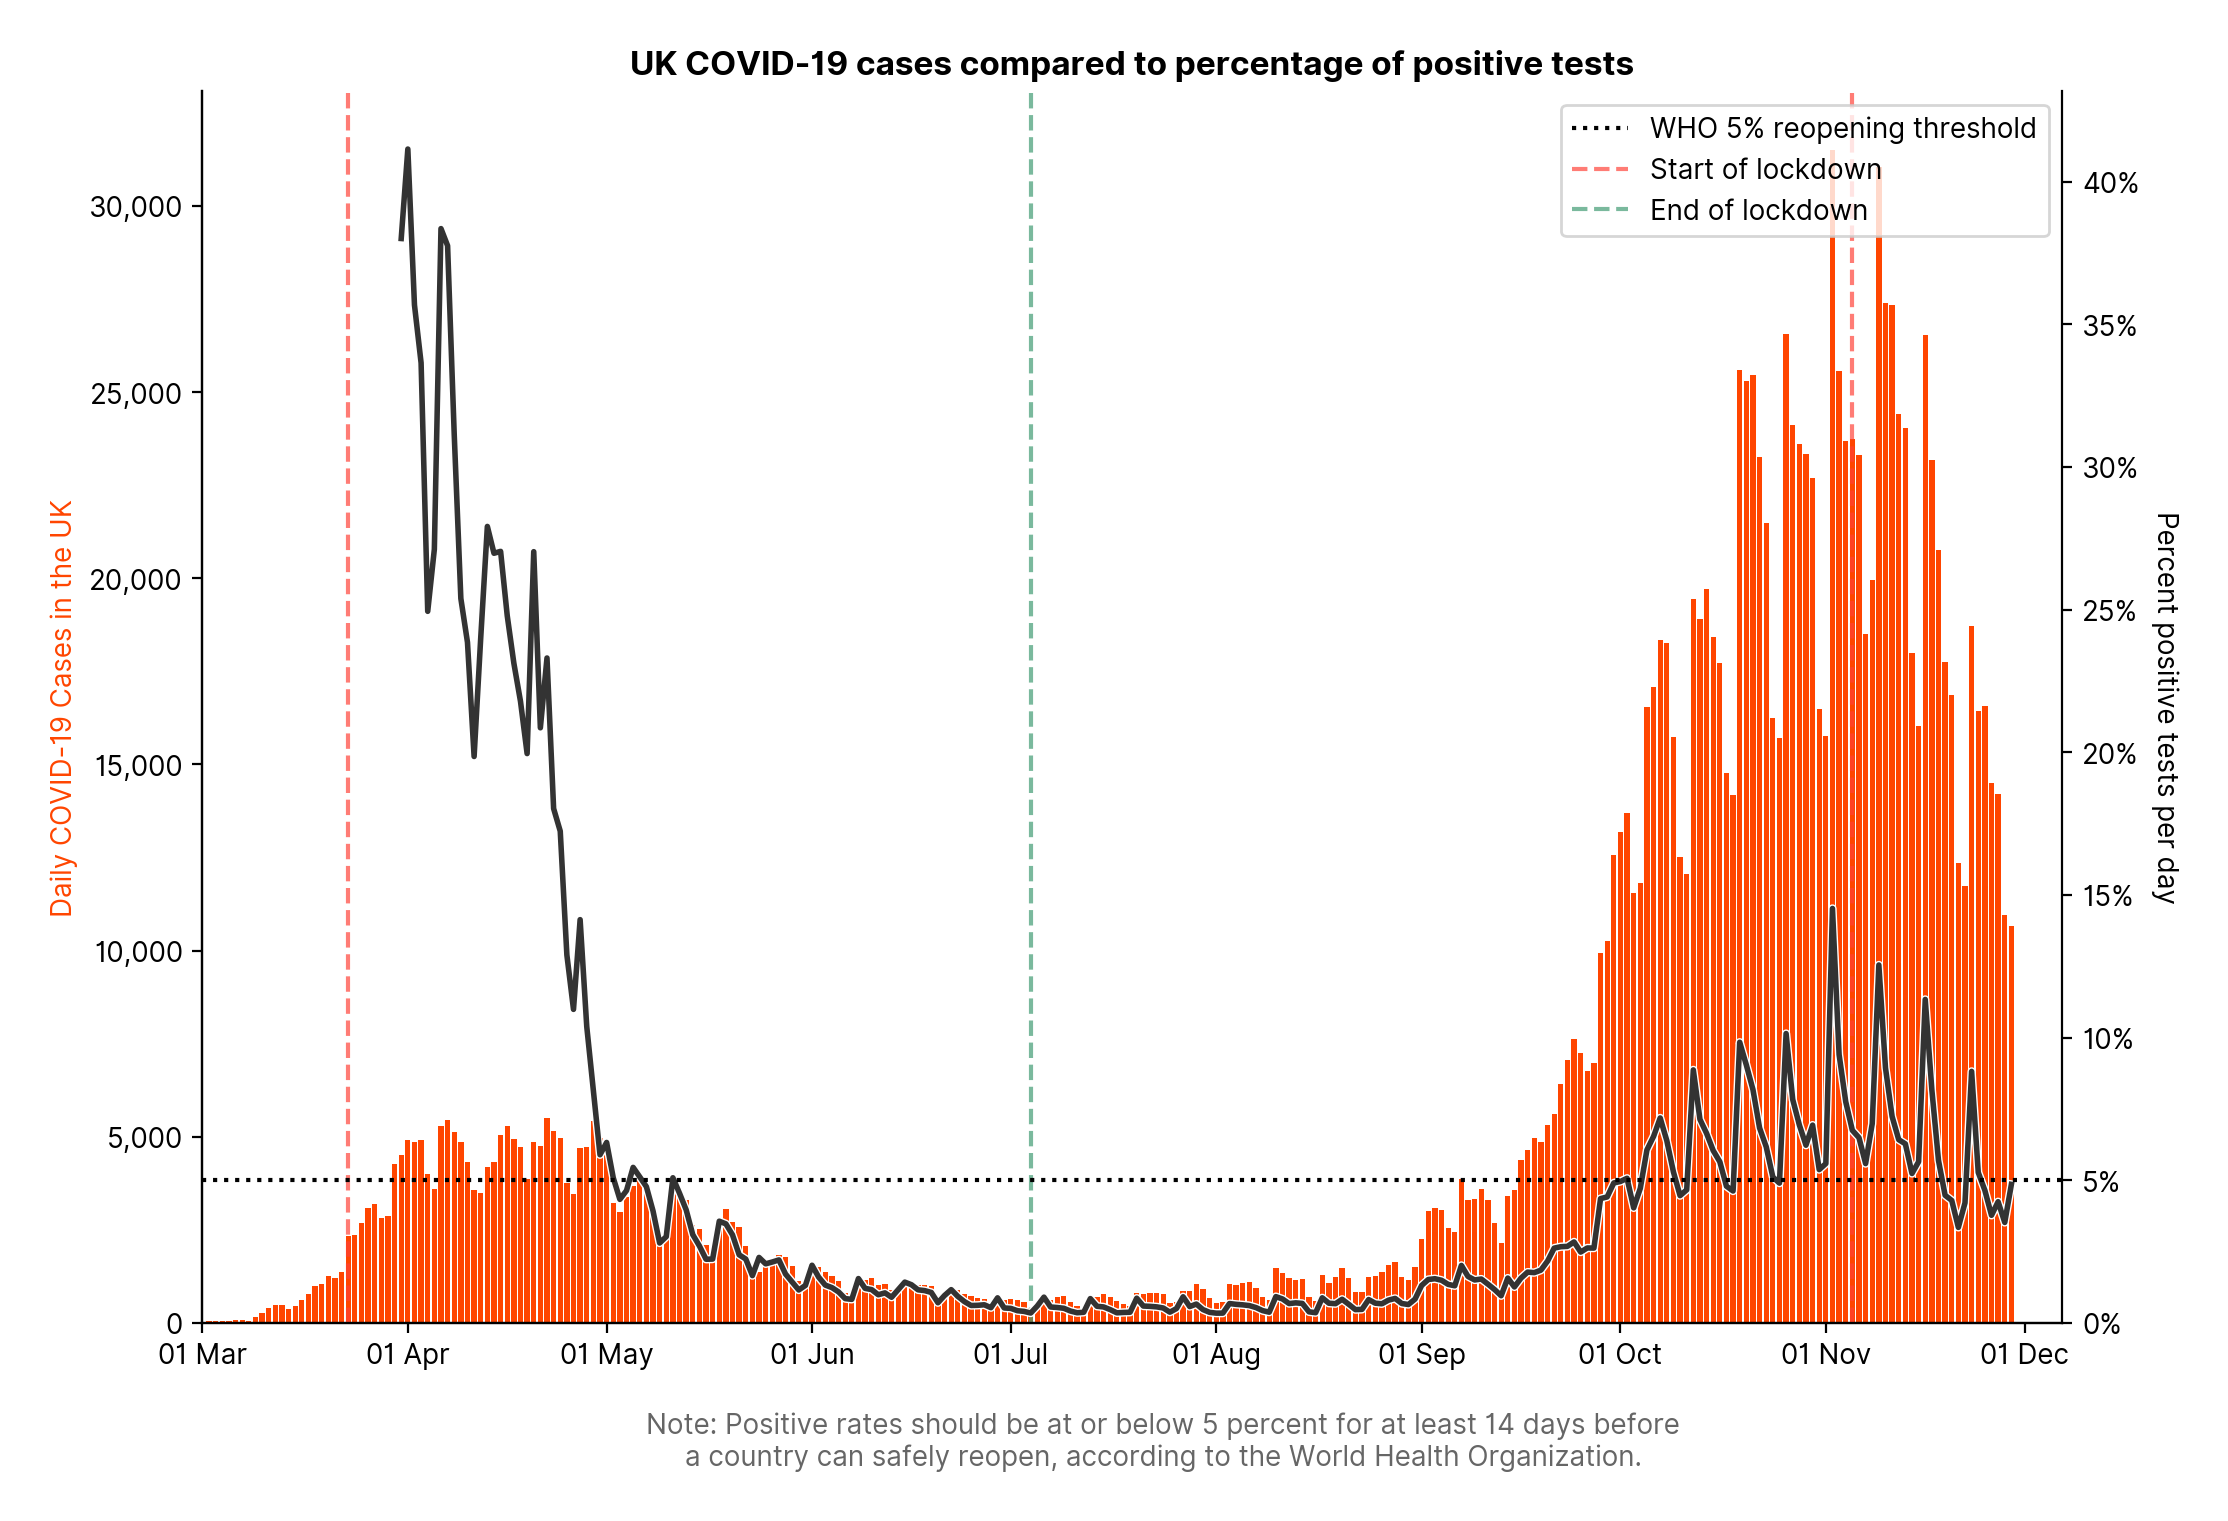 UK COVID-19 cases compared to percentage of positive tests
WHO 5% reopening threshold
Start of lockdown
End of lockdown
Daily COVID-19 Cases in the UK
30,000
25,000
20,000
15,000
10,000
5,000
0
40%
35%
30%
25%
20%
15%
10%
5%
0%
Percent positive tests per day
01 Mar
01 Apr
01 May
01 Jun
01 Jul
01 Aug
01 Sep
01 Oct
01 Nov
01 Dec
Note: Positive rates should be at or below 5 percent for at least 14 days before
a country can safely reopen, according to the World Health Organization.